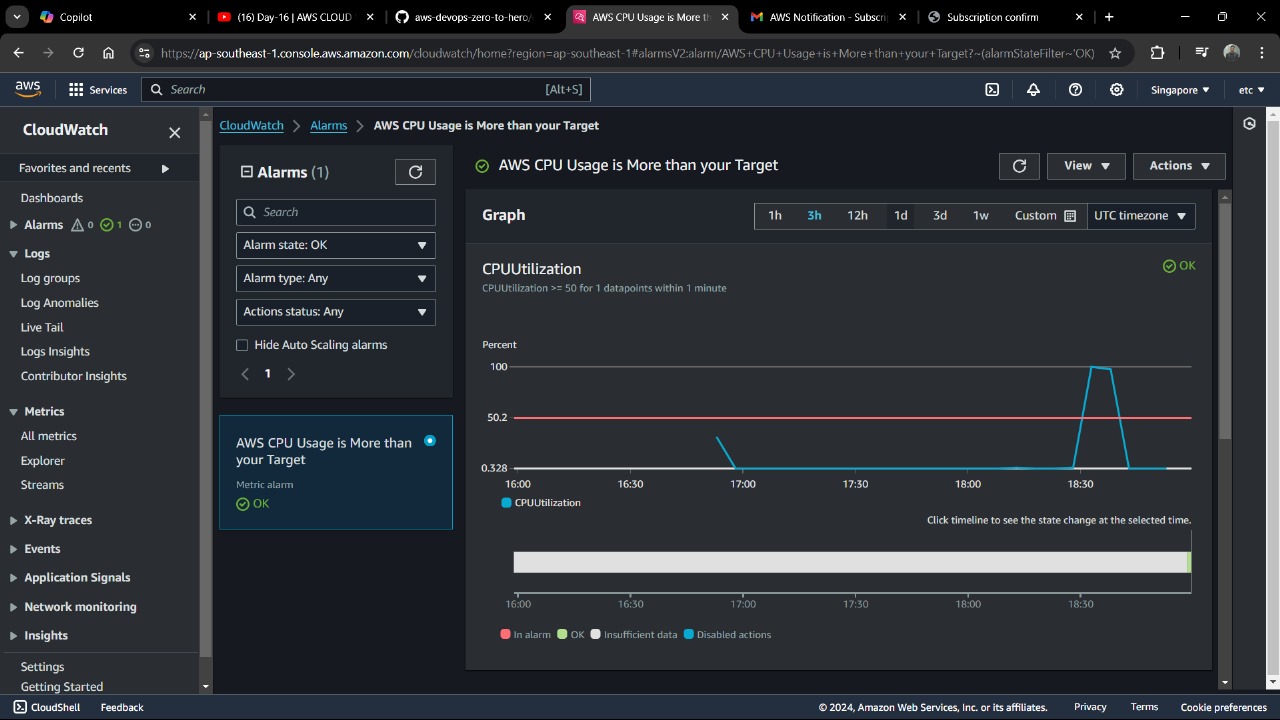 Copilot
(16) Day-16 | AWS CLOUD
aws-devops-zero-to-hero/
AWS CPU Usage is More th
AWS Notification - Subscri
Subscription confirm
https://ap-southeast-1.console.aws.amazon.com/cloudwatch/home?region=ap-southeast-1#alarmsV2:alarm/AWS+CPU+Usage+is+More+than+your+Target?~(alarmStateFilter~'OK)
aws
Services
Search
[Alt+S]
Singapore
etc
CloudWatch
Favorites and recents
Dashboards
Alarms 0 1 0
Logs
Log groups
Log Anomalies
Live Tail
Logs Insights
Contributor Insights
Metrics
All metrics
Explorer
Streams
X-Ray traces
Events
Application Signals
Network monitoring
Insights
Settings
Getting Started
CloudWatch
Alarms
AWS CPU Usage is More than your Target
Alarms (1)
Search
Alarm state: OK
Alarm type: Any
Actions status: Any
Hide Auto Scaling alarms
1
AWS CPU Usage is More than
your Target
Metric alarm
OK
AWS CPU Usage is More than your Target
View
Actions
Graph
1h 3h 12h 1d 3d 1w Custom UTC timezone
CPUUtilization
OK
CPUUtilization >= 50 for 1 datapoints within 1 minute
Percent
100
50.2
0.328
16:00 16:30 17:00 17:30 18:00 18:30
CPUUtilization
Click timeline to see the state change at the selected time.
16:00 16:30 17:00 17:30 18:00 18:30
In alarm OK Insufficient data Disabled actions
CloudShell
Feedback
© 2024, Amazon Web Services, Inc. or its affiliates.
Privacy
Terms
Cookie preferences